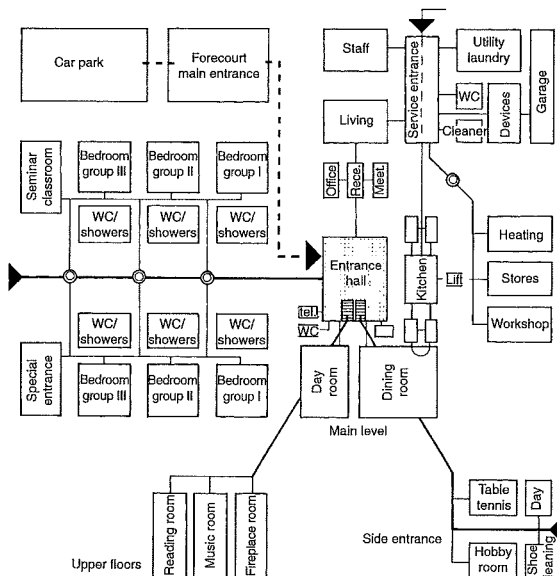 Car park
Forecourt
main entrance
Staff
Service entrance
Utility
laundry
Garage
WC
Devices
Cleaner
Living
Office
Rece.
Meet.
Seminar
classroom
Bedroom
group III
Bedroom
group II
Bedroom
group I
WC/
showers
WC/
showers
WC/
showers
Entrance
hall
Kitchen
Lift
Heating
Stores
Workshop
tel.
WC
WC/
showers
WC/
showers
WC/
showers
Special
entrance
Bedroom
group III
Bedroom
group II
Bedroom
group I
Day
room
Dining
room
Main level
Reading room
Music room
Fireplace room
Upper floors
Table
tennis
Day
Side entrance
Hobby
room
Shoe
eaning